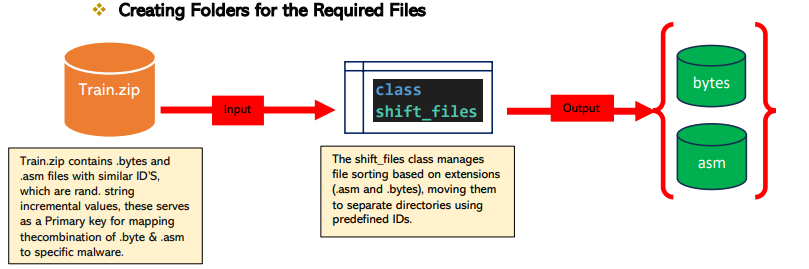 ❖ Creating Folders for the Required Files
Train.zip
Input
class
shift_files
Output
bytes
asm
Train.zip contains .bytes and
.asm files with similar ID'S,
which are rand. string
incremental values, these serves
as a Primary key for mapping
thecombination of .byte & .asm
to specific malware.
The shift_files class manages
file sorting based on extensions
(.asm and .bytes), moving them
to separate directories using
predefined IDs.